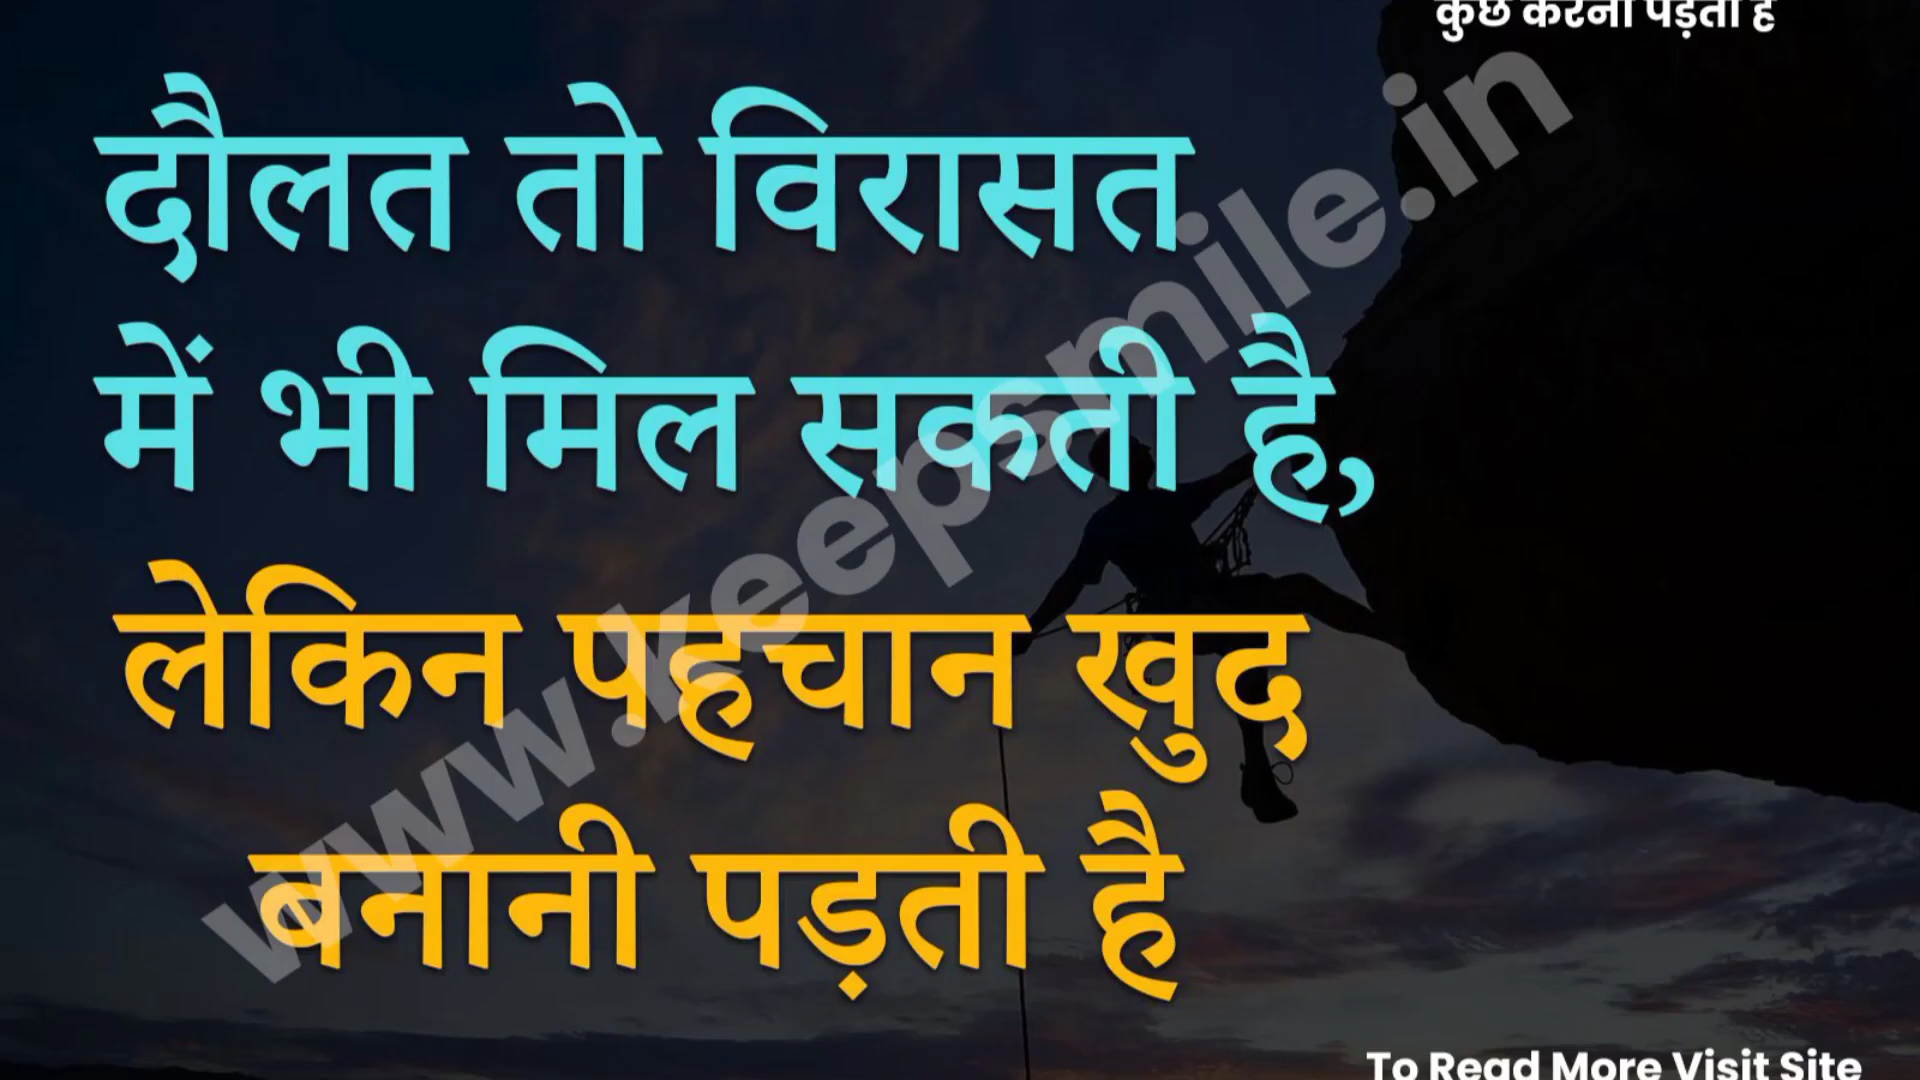 कुछ करना पड़ता है
दौलत तो विरासत
में भी मिल सकती है,
लेकिन पहचान खुद
बनानी पड़ती है
www.keepsmile.in
To Read More Visit Site